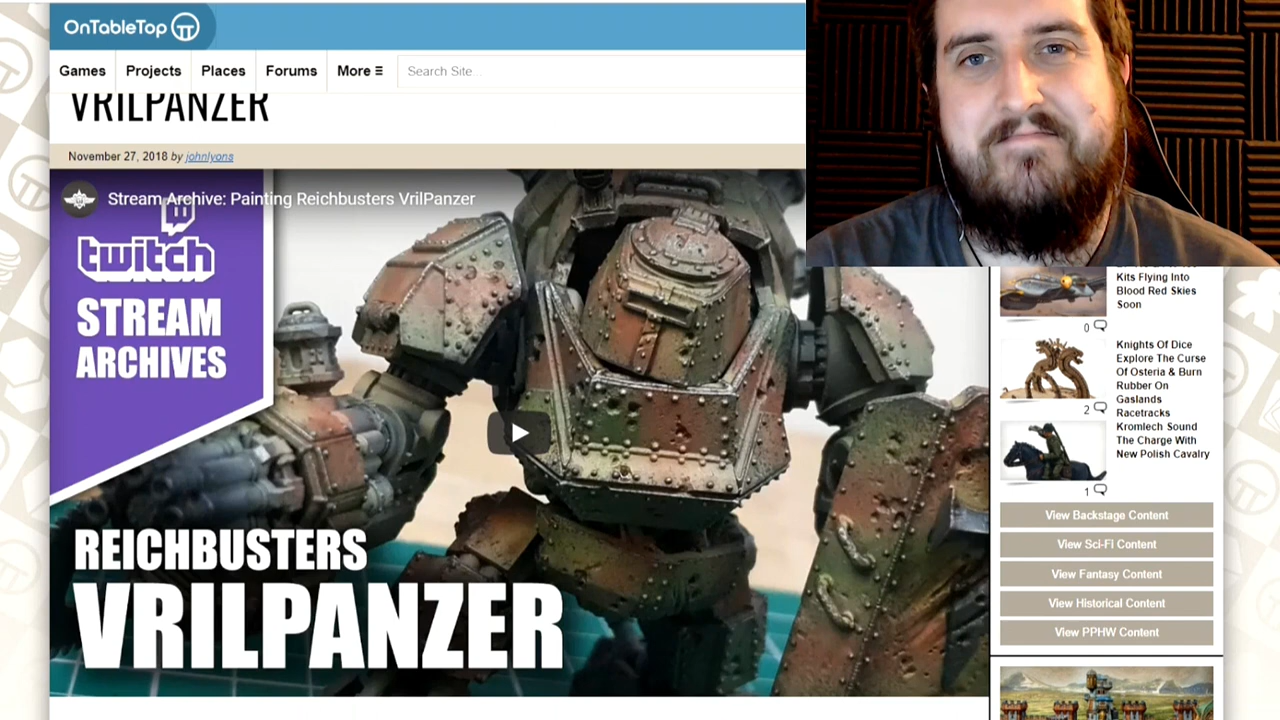 OnTableTop
Games Projects Places Forums More
Search Site...
VRILPANZER
November 27, 2018 by johnlyons
Stream Archive: Painting Reichbusters VrilPanzer
twitch
STREAM
ARCHIVES
REICHBUSTERS
VRILPANZER
Kits Flying Into
Blood Red Skies
Soon
0
Knights Of Dice
Explore The Curse
Of Osteria & Burn
Rubber On
Gaslands
Racetracks
2
Kromlech Sound
The Charge With
New Polish Cavalry
1
View Backstage Content
View Sci-FI Content
View Fantasy Content
View Historical Content
View PPHW Content